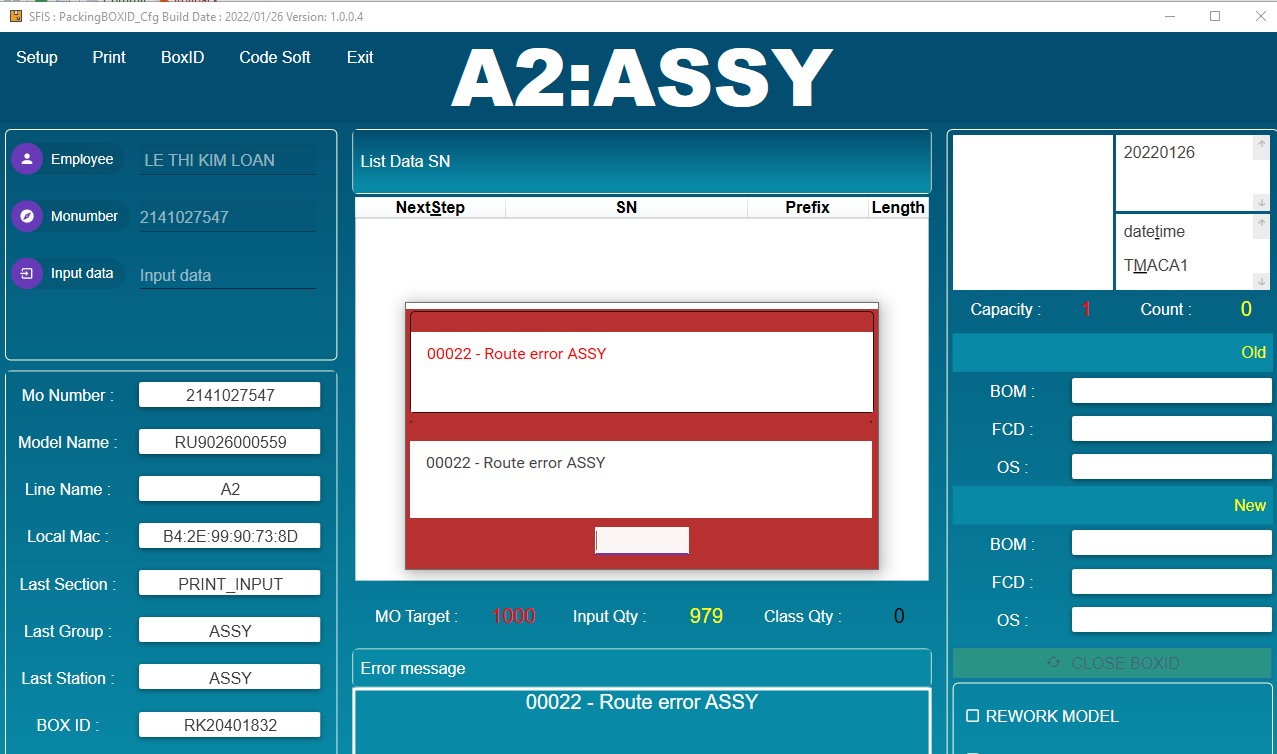 SFIS : PackingBOXID_Cfg Build Date : 2022/01/26 Version: 1.0.0.4
Setup Print BoxID Code Soft Exit
A2:ASSY
Employee LE THI KIM LOAN
Monumber 2141027547
Input data Input data
Mo Number : 2141027547
Model Name : RU9026000559
Line Name : A2
Local Mac : B4:2E:99:90:73:8D
Last Section : PRINT_INPUT
Last Group : ASSY
Last Station : ASSY
BOX ID : RK20401832
List Data SN
NextStep SN Prefix Length
00022 - Route error ASSY
00022 - Route error ASSY
MO Target : 1000 Input Qty : 979 Class Qty : 0
Error message
00022 - Route error ASSY
20220126
datetime
TMACA1
Capacity : 1 Count : 0
Old
BOM :
FCD :
OS :
New
BOM :
FCD :
OS :
CLOSE BOXID
REWORK MODEL